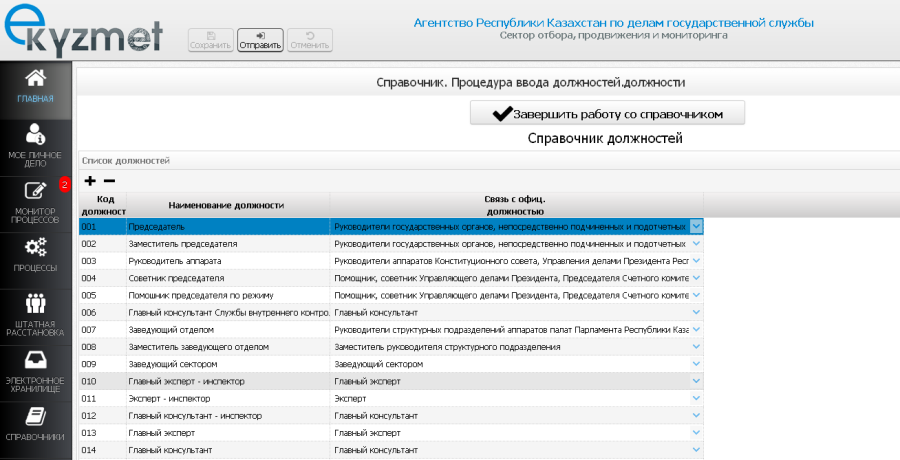 e kyzmet
Сохранить
Отправить
Отменить
Агентство Республики Казахстан по делам государственной службы
Сектор отбора, продвижения и мониторинга
ГЛАВНАЯ
МОЕ ЛИЧНОЕ
ДЕЛО
2
МОНИТОР
ПРОЦЕССОВ
ПРОЦЕССЫ
ШТАТНАЯ
РАССТАНОВКА
ЭЛЕКТРОННОЕ
ХРАНИЛИЩЕ
СПРАВОЧНИКИ
Справочник. Процедура ввода должностей.должности
Завершить работу со справочником
Справочник должностей
Список должностей
Код
должност
Наименование должности
Связь с офиц.
должностью
001 Председатель Руководители государственных органов, непосредственно подчиненных и подотчетных
002 Заместитель председателя Руководители государственных органов, непосредственно подчиненных и подотчетных
003 Руководитель аппарата Руководители аппаратов Конституционного совета, Управления делами Президента Респ
004 Советник председателя Помощник, советник Управляющего делами Президента, Председателя Счетного комите
005 Помошник председателя по режиму Помощник, советник Управляющего делами Президента, Председателя Счетного комите
006 Главный консультант Службы внутреннего контро. Главный консультант
007 Заведующий отделом Руководители структурных подразделений аппаратов палат Парламента Республики Каза
008 Заместитель заведующего отделом Заместитель руководителя структурного подразделения
009 Заведующий сектором Заведующий сектором
010 Главный эксперт - инспектор Главный эксперт
011 Эксперт - инспектор Эксперт
012 Главный консультант - инспектор Главный консультант
013 Главный эксперт Главный эксперт
014 Главный консультант Главный консультант